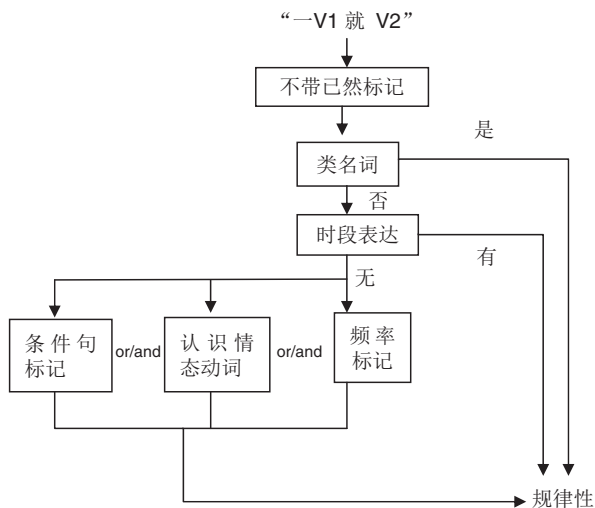 “一V1 就 V2”
不带已然标记
是
类名词
否
时段表达
有
无
条 件 句
标记
or/and
认 识 情
态动词
or/and
频 率
标记
规律性